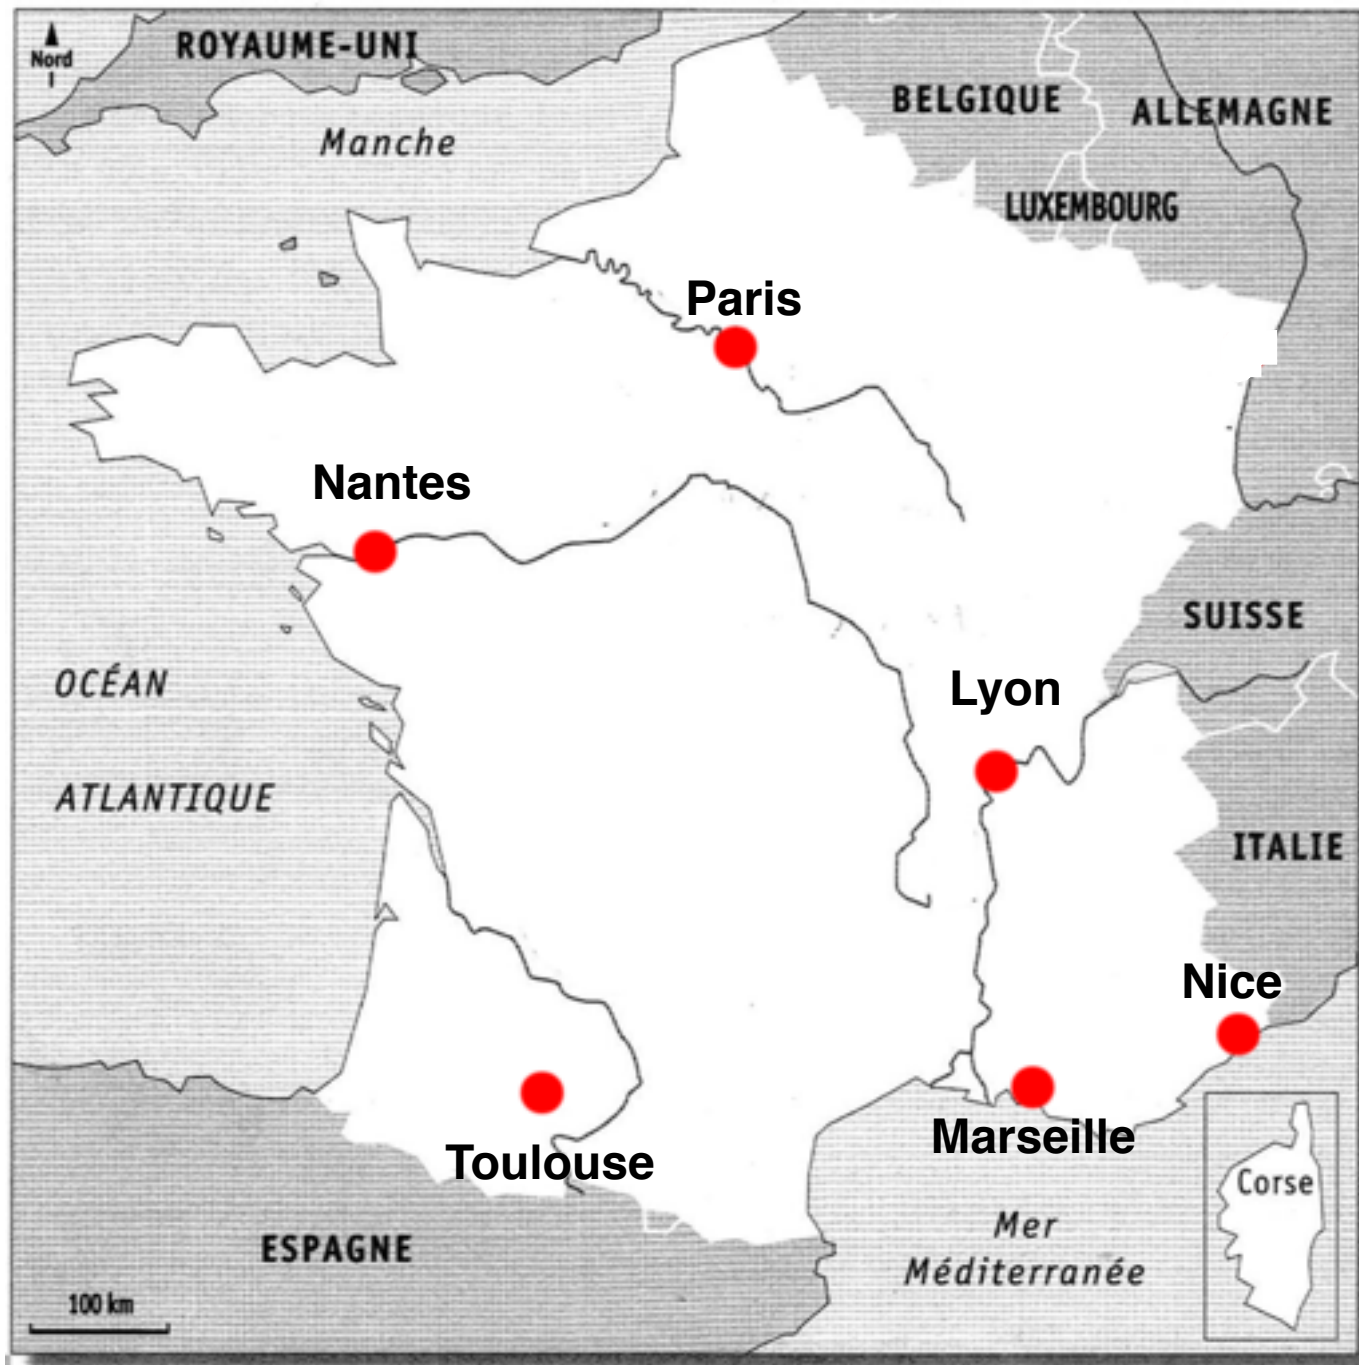 Nord
ROYAUME-UNI
Manche
BELGIQUE
ALLEMAGNE
LUXEMBOURG
Paris
Nantes
SUISSE
OCÉAN
ATLANTIQUE
Lyon
ITALIE
Nice
Marseille
Toulouse
Corse
Mer
Méditerranée
ESPAGNE
100 km